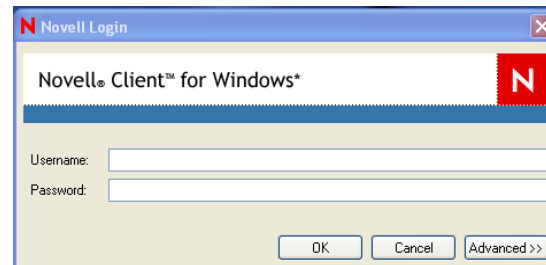 N Novell Login
Novell® Client™ for Windows*
N
Username:
Password:
OK Cancel Advanced >>